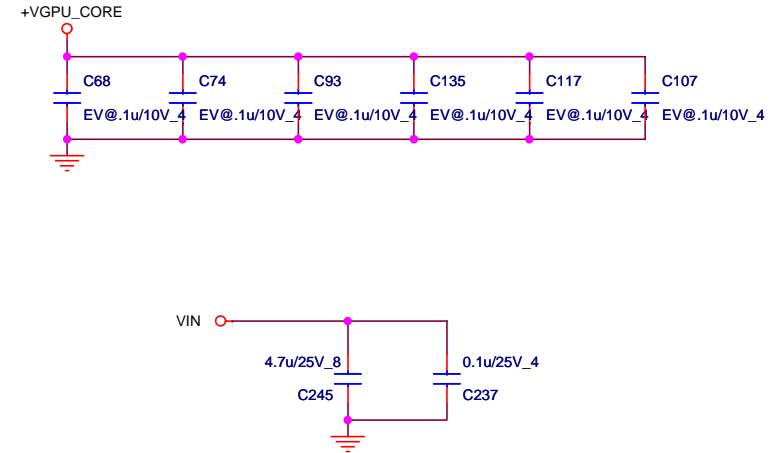 +VGPU_CORE
C68 C74 C93 C135 C117 C107
EV@.1u/10V_4 EV@.1u/10V_4 EV@.1u/10V_4 EV@.1u/10V_4 EV@.1u/10V_4 EV@.1u/10V_4
VIN
4.7u/25V_8 0.1u/25V_4
C245 C237